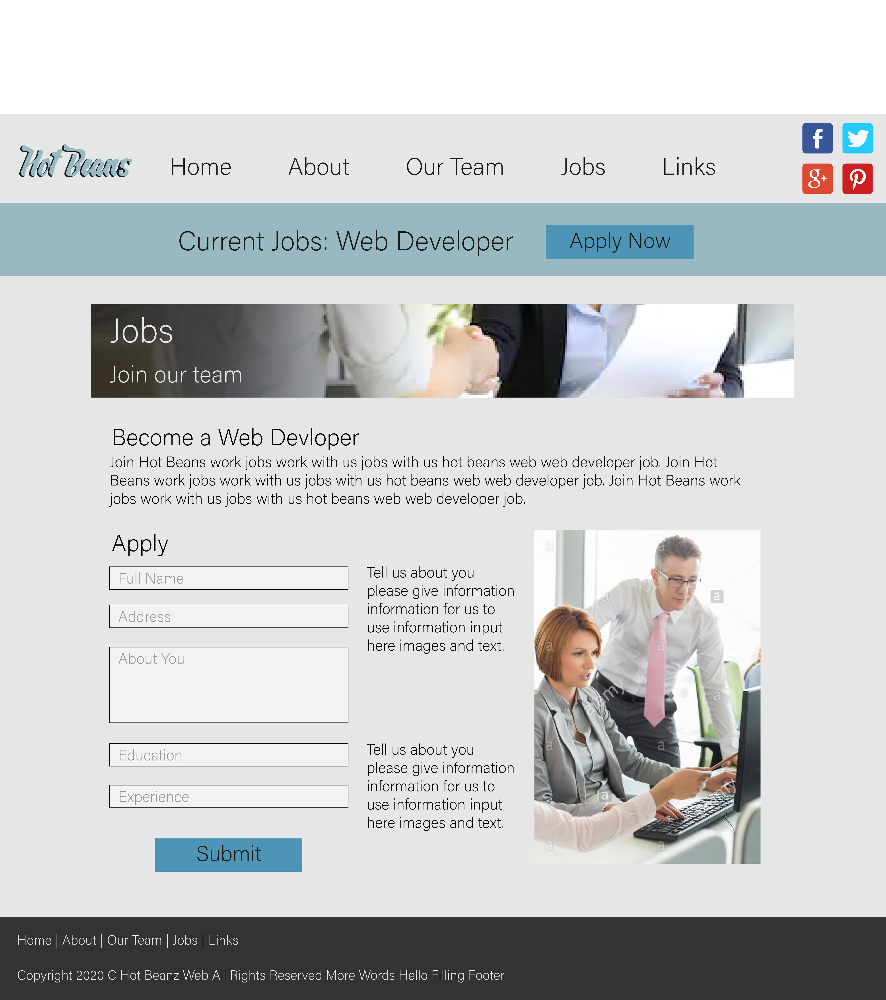 Hot Beans
Home About Our Team Jobs Links
f
g+
Current Jobs: Web Developer Apply Now
Jobs
Join our team
Become a Web Devloper
Join Hot Beans work jobs work with us jobs with us hot beans web web developer job. Join Hot
Beans work jobs work with us jobs with us hot beans web web developer job. Join Hot Beans work
jobs work with us jobs with us hot beans web web developer job.
Apply
Full Name
Address
About You
Tell us about you
please give information
information for us to
use information input
here images and text.
Education
Experience
Tell us about you
please give information
information for us to
use information input
here images and text.
Submit
a
alamy
Home | About | Our Team | Jobs | Links
Copyright 2020 C Hot Beanz Web All Rights Reserved More Words Hello Filling Footer